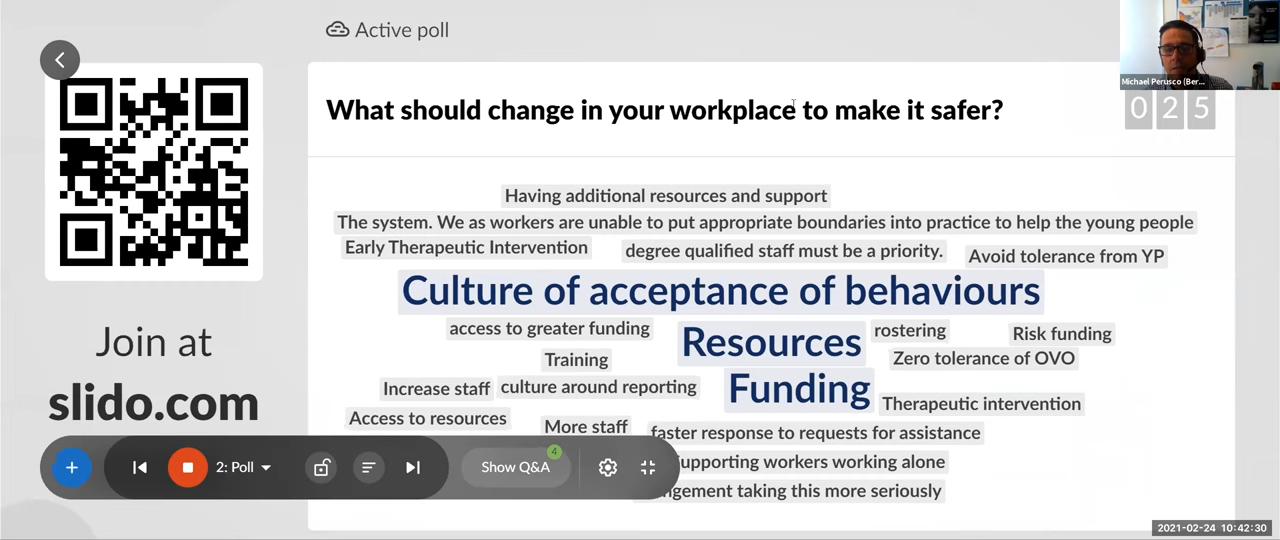 Active poll
Michael Perusco (Ber...
What should change in your workplace to make it safer?
0 2 5
Having additional resources and support
The system. We as workers are unable to put appropriate boundaries into practice to help the young people
Early Therapeutic Intervention
degree qualified staff must be a priority.
Avoid tolerance from YP
Culture of acceptance of behaviours
access to greater funding
Resources
rostering
Risk funding
Training
Zero tolerance of OVO
Increase staff
culture around reporting
Funding
Therapeutic intervention
Access to resources
More staff
faster response to requests for assistance
workers working alone
taking this more seriously
Join at
slido.com
2: Poll
Show Q&A
4
2021-02-24 10:42:30